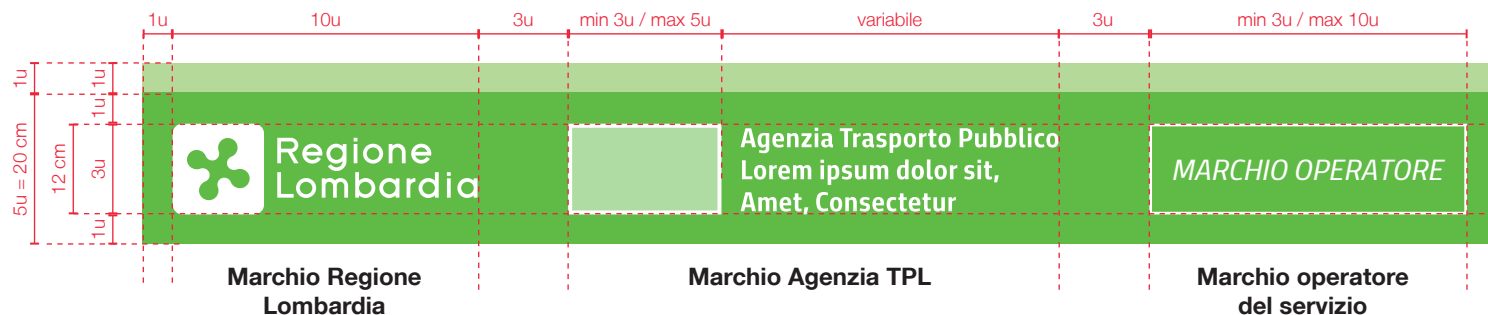 1u 10u 3u min 3u / max 5u variabile 3u min 3u / max 10u
1u 1u
5u = 20 cm 12 cm 1u 3u 1u
Regione
Lombardia
Agenzia Trasporto Pubblico
Lorem ipsum dolor sit,
Amet, Consectetur
MARCHIO OPERATORE
Marchio Regione
Lombardia
Marchio Agenzia TPL
Marchio operatore
del servizio